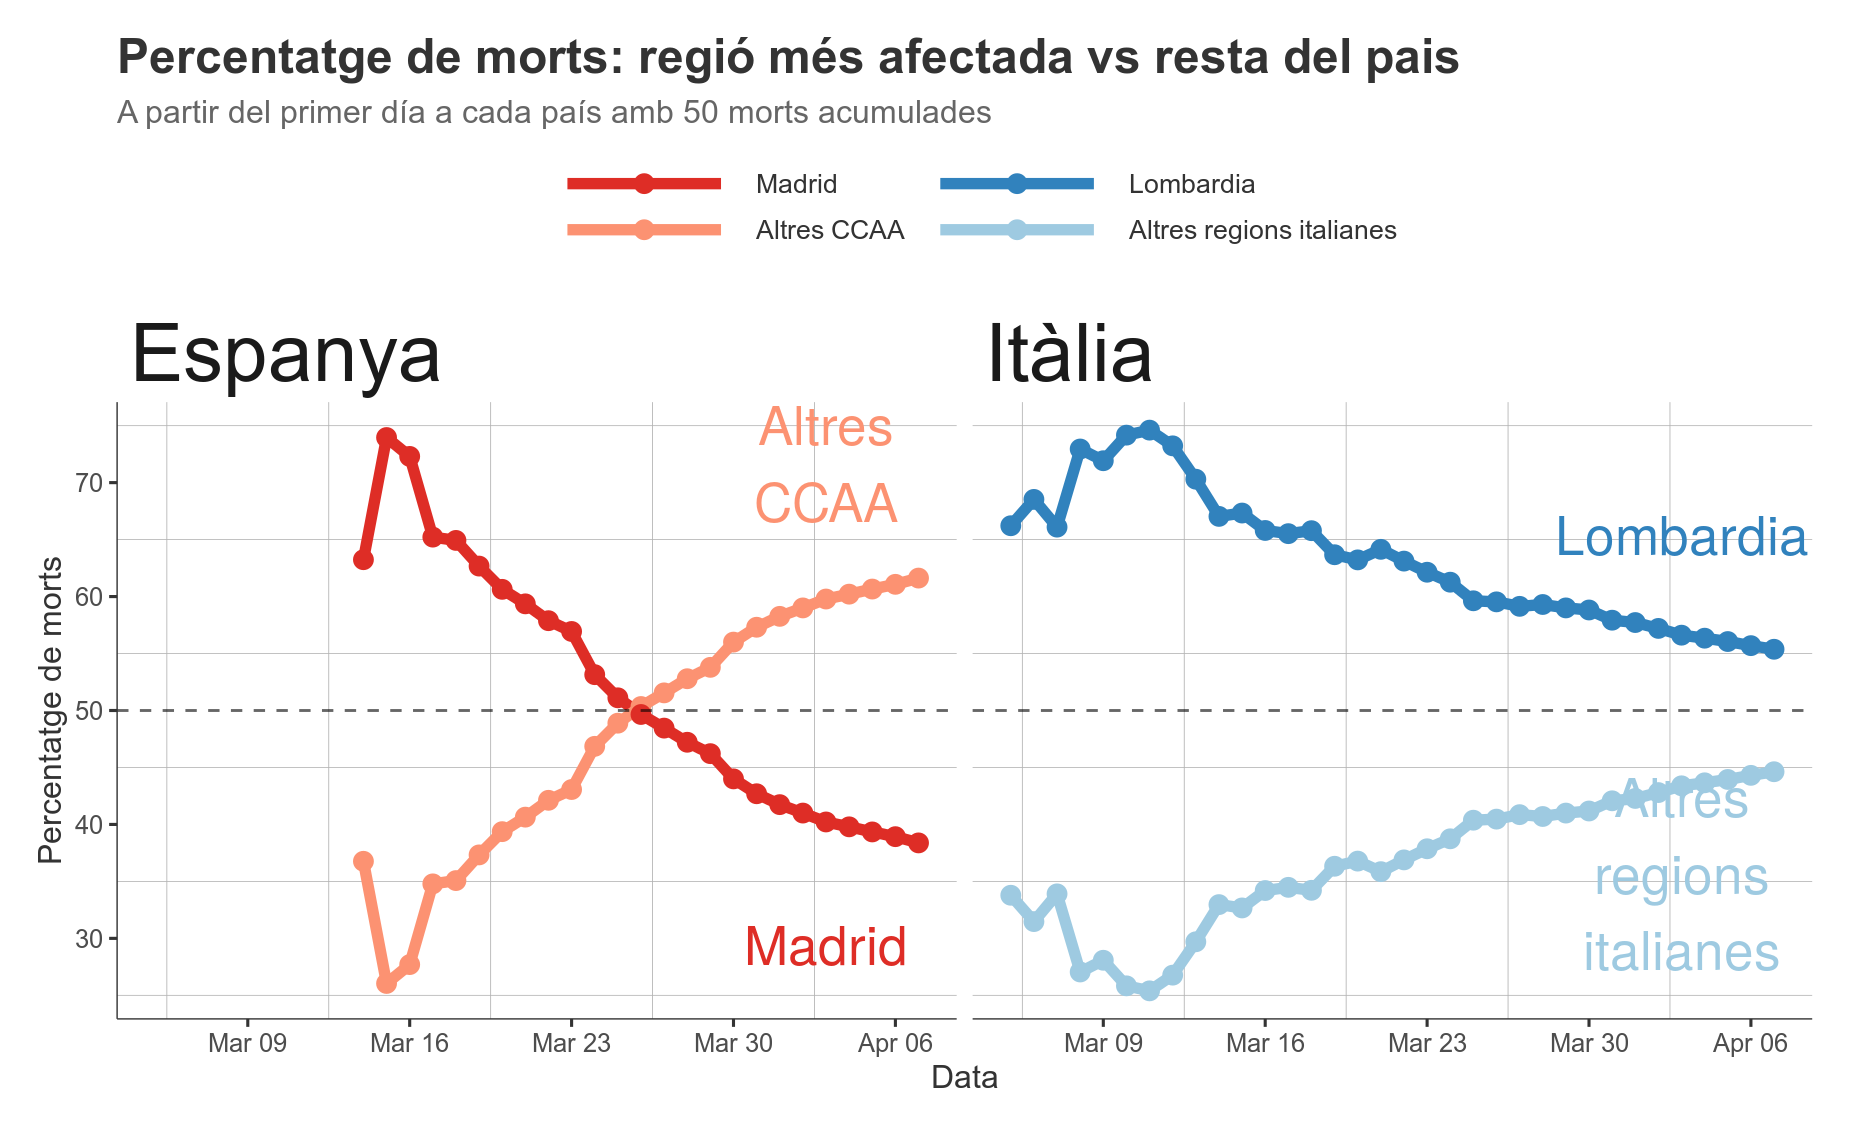 Percentatge de morts: regió més afectada vs resta del pais
A partir del primer día a cada país amb 50 morts acumulades
Madrid
Lombardia
Altres CCAA
Altres regions italianes
Espanya
Itàlia
Altres
CCAA
Madrid
Lombardia
Altres
regions
italianes
Percentatge de morts
70
60
50
40
30
Mar 09 Mar 16 Mar 23 Mar 30 Apr 06
Mar 09 Mar 16 Mar 23 Mar 30 Apr 06
Data